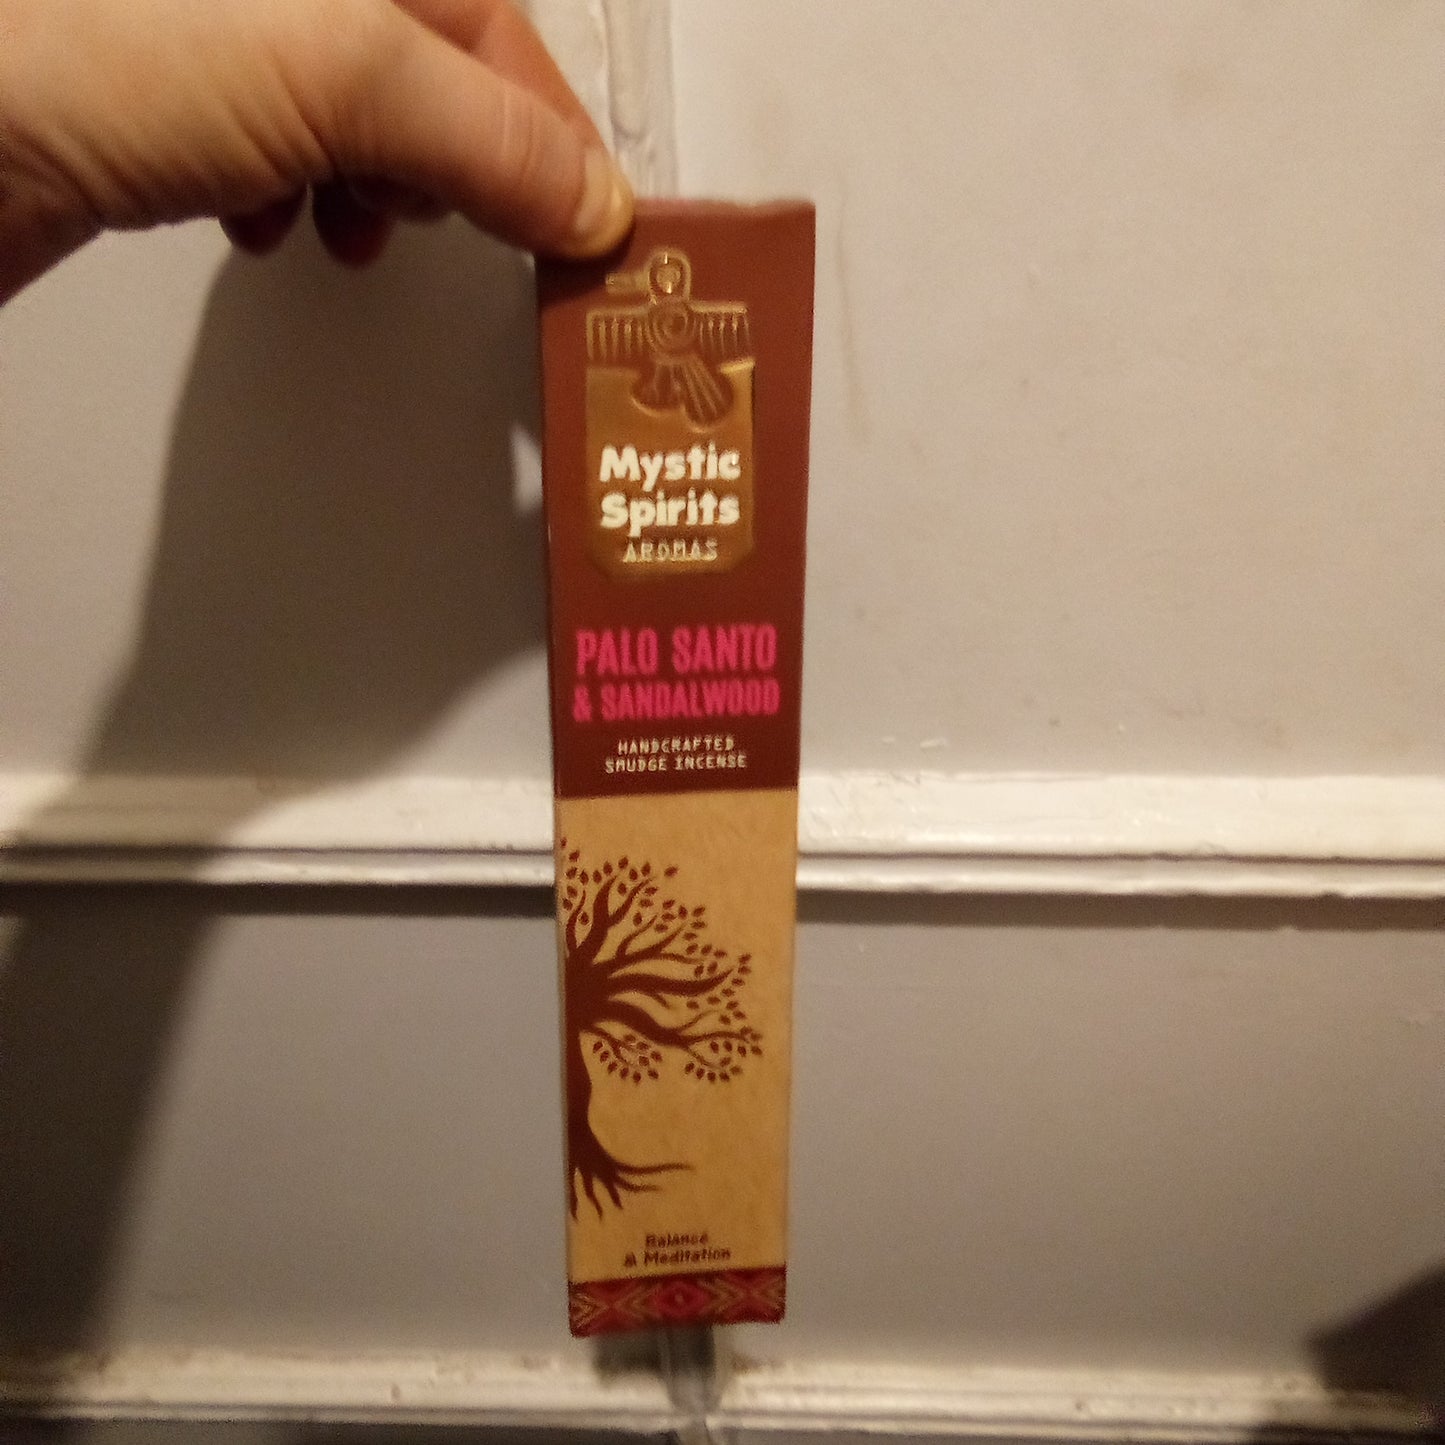 Mystic
Spirits
AROMAS
PALO SANTO
& SANDALWOOD
HANDCRAFTED
SMUDGE INCENSE
Balance
& Meditation